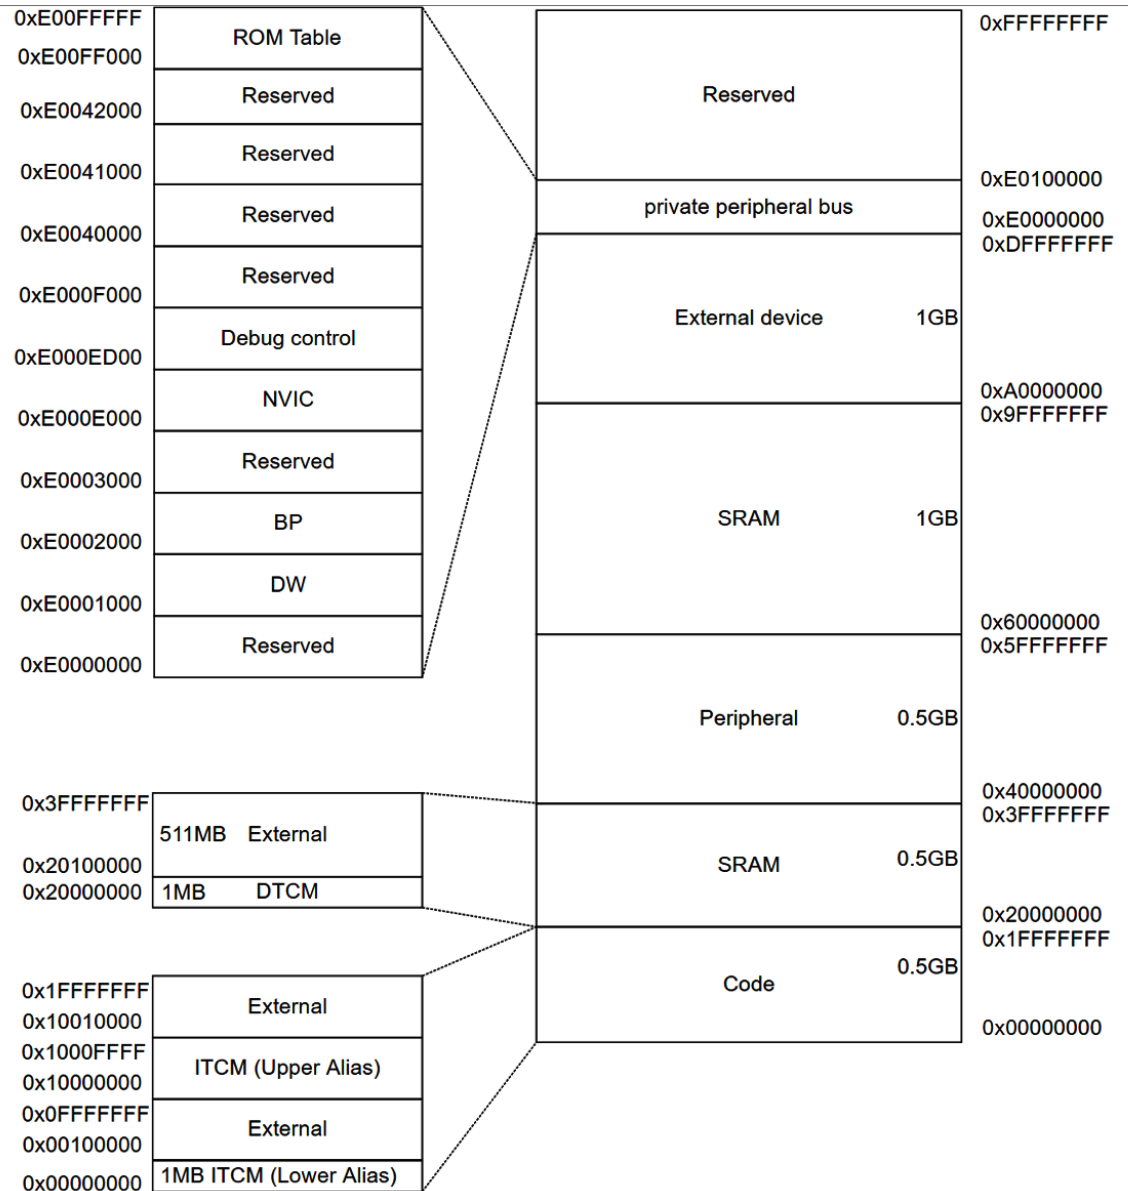 0xE00FFFFF
ROM Table
0xE00FF000
Reserved
0xE0042000
Reserved
0xE0041000
Reserved
0xE0040000
Reserved
0xE000F000
Debug control
0xE000ED00
NVIC
0xE000E000
Reserved
0xE0003000
BP
0xE0002000
DW
0xE0001000
Reserved
0xE0000000
0x3FFFFFFF
511MB External
0x20100000
0x20000000 1MB DTCM
0x1FFFFFFF
External
0x10010000
0x1000FFFF
ITCM (Upper Alias)
0x10000000
0x0FFFFFFF
External
0x00100000
1MB ITCM (Lower Alias)
0x00000000
0xFFFFFFFF
Reserved
0xE0100000
private peripheral bus
0xE0000000
0xDFFFFFFF
External device 1GB
0xA0000000
0x9FFFFFFF
SRAM 1GB
0x60000000
0x5FFFFFFF
Peripheral 0.5GB
0x40000000
0x3FFFFFFF
SRAM 0.5GB
0x20000000
0x1FFFFFFF
Code 0.5GB
0x00000000